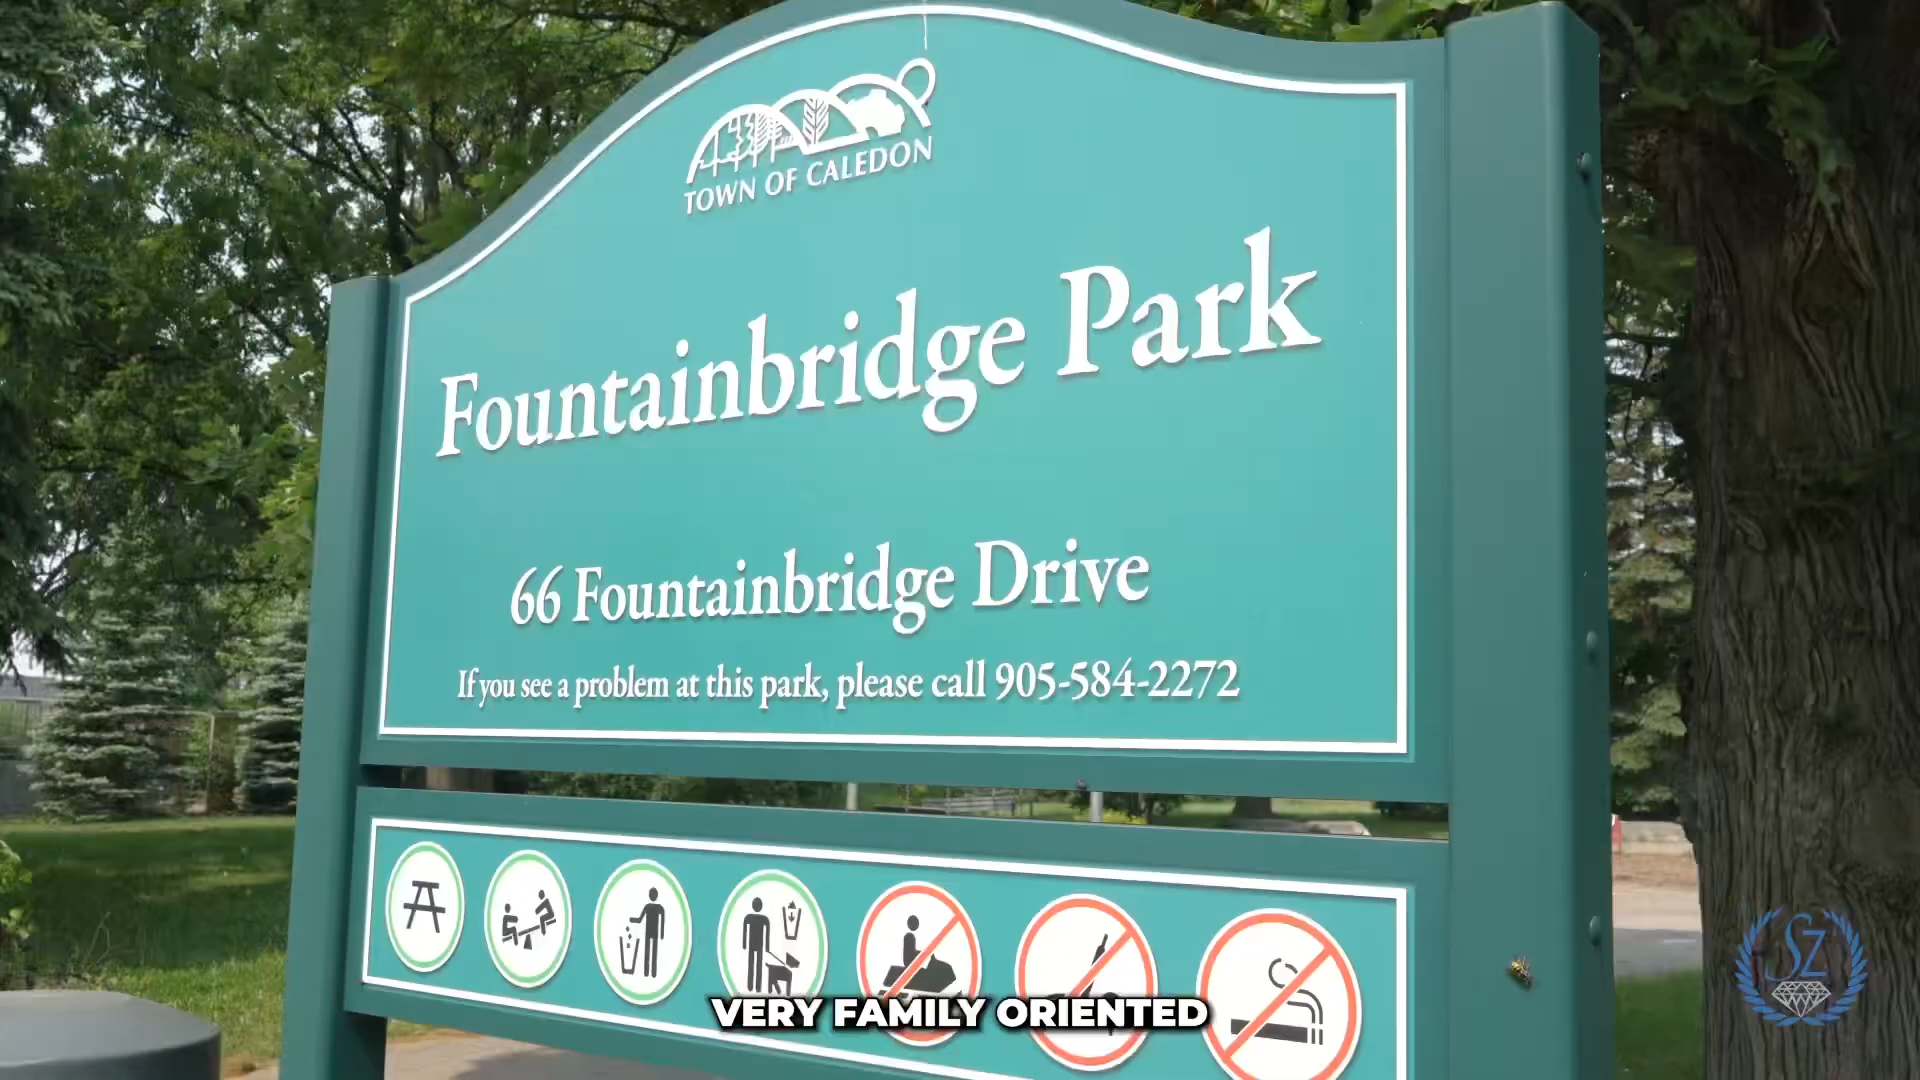 TOWN OF CALEDON
Fountainbridge Park
66 Fountainbridge Drive
If you see a problem at this park, please call 905-584-2272
VERY FAMILY ORIENTED
SZ